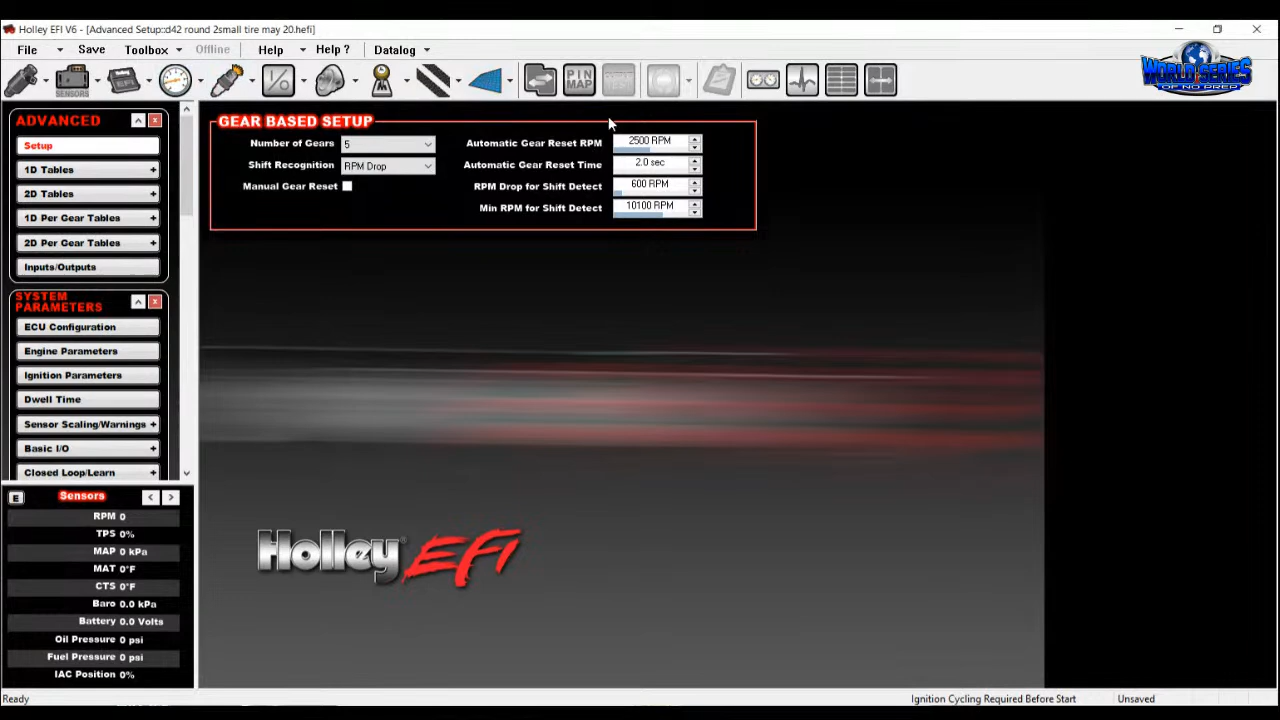 Holley EFI V6 - [Advanced Setup::d42 round 2small tire may 20.hefi]
File Save Toolbox Offline Help Help ? Datalog
SENSORS
PIN MAP
WORLD SERIES
OF NO PREP
ADVANCED
Setup
1D Tables +
2D Tables +
1D Per Gear Tables +
2D Per Gear Tables +
Inputs/Outputs
SYSTEM
PARAMETERS
ECU Configuration
Engine Parameters
Ignition Parameters
Dwell Time
Sensor Scaling/Warnings +
Basic I/O +
Closed Loop/Learn +
E Sensors < >
RPM 0
TPS 0%
MAP 0 kPa
MAT 0°F
CTS 0°F
Baro 0.0 kPa
Battery 0.0 Volts
Oil Pressure 0 psi
Fuel Pressure 0 psi
IAC Position 0%
GEAR BASED SETUP
Number of Gears 5
Shift Recognition RPM Drop
Manual Gear Reset
Automatic Gear Reset RPM 2500 RPM
Automatic Gear Reset Time 2.0 sec
RPM Drop for Shift Detect 600 RPM
Min RPM for Shift Detect 10100 RPM
Holley EFI
Ready Ignition Cycling Required Before Start Unsaved